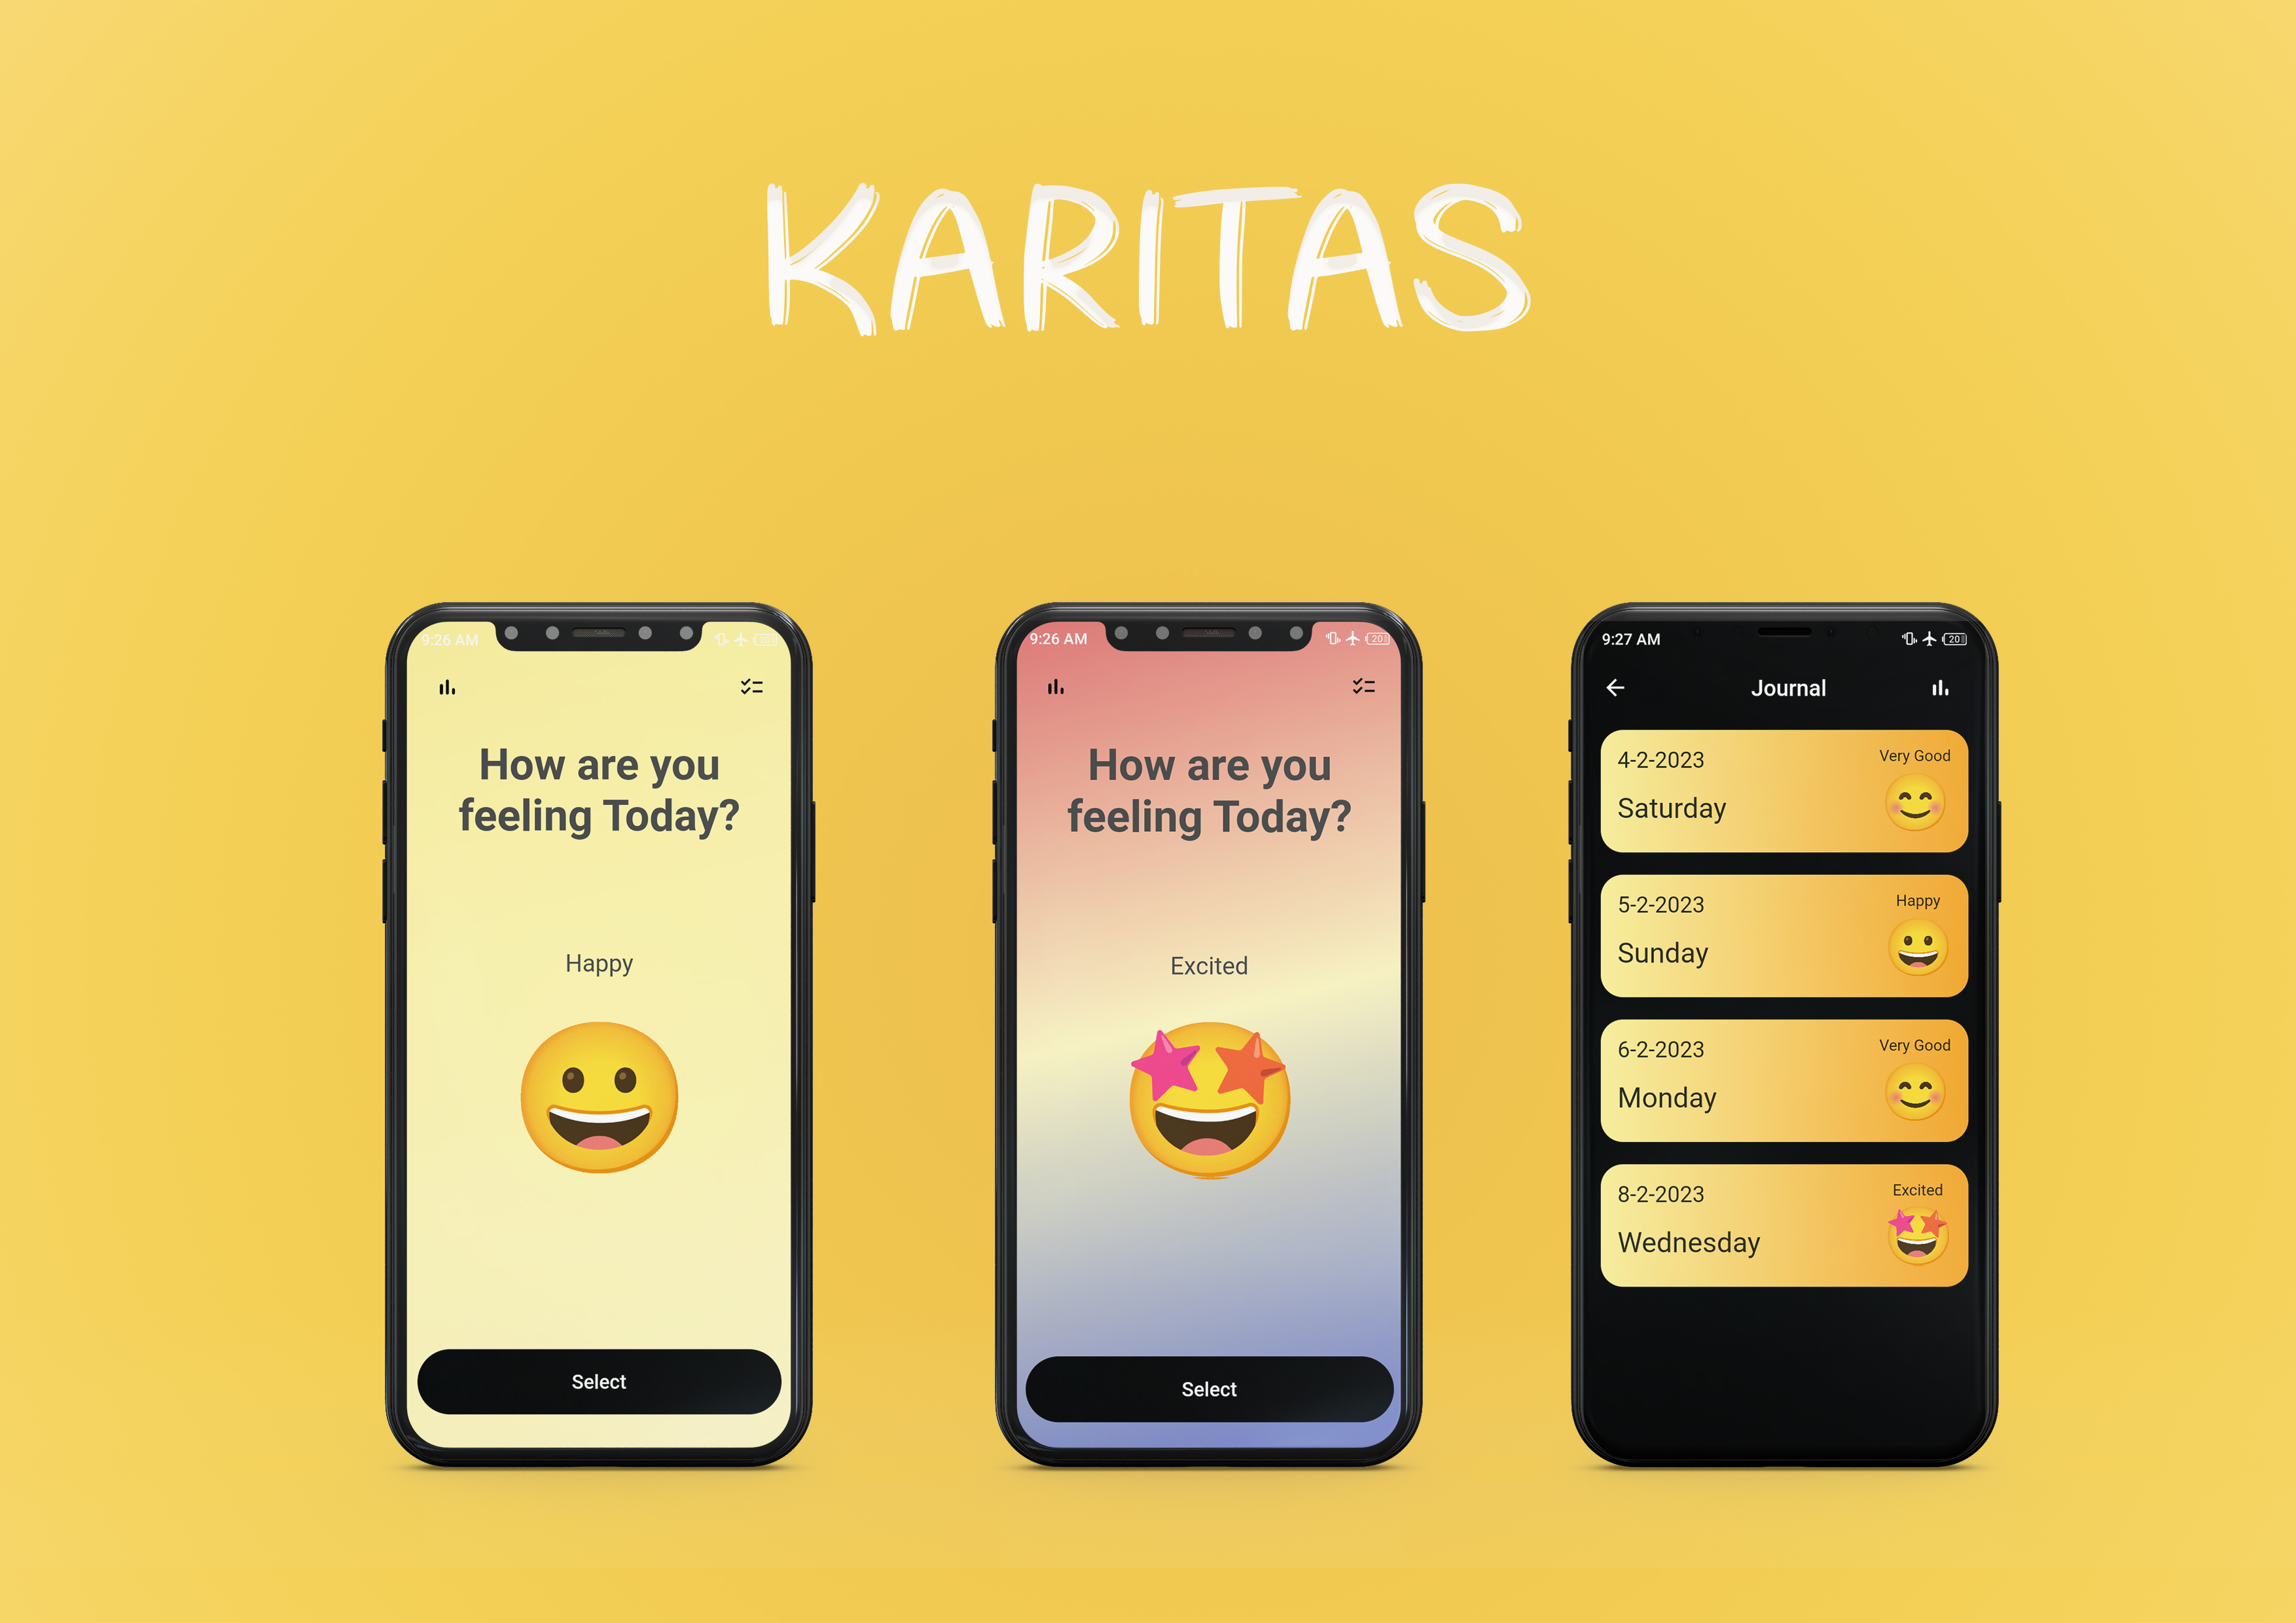 KARITAS
9:26 AM
How are you
feeling Today?
Happy
Select
9:26 AM
20
How are you
feeling Today?
Excited
Select
9:27 AM
20
Journal
4-2-2023
Very Good
Saturday
5-2-2023
Happy
Sunday
6-2-2023
Very Good
Monday
8-2-2023
Excited
Wednesday